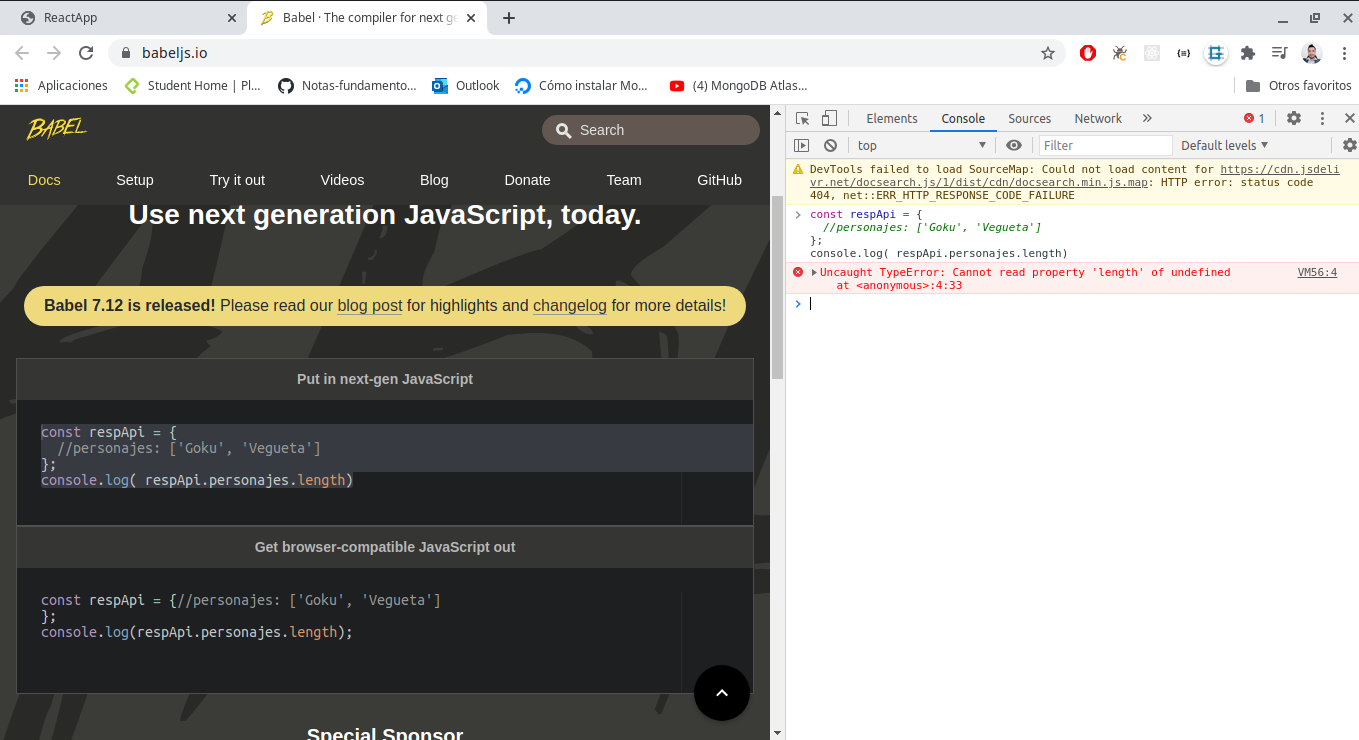 ReactApp
Babel · The compiler for next ge
babeljs.io
Aplicaciones
Student Home | Pl...
Notas-fundamento...
Outlook
Cómo instalar Mo...
(4) MongoDB Atlas...
Otros favoritos
BABEL
Search
Docs Setup Try it out Videos Blog Donate Team GitHub
Use next generation JavaScript, today.
Babel 7.12 is released! Please read our blog post for highlights and changelog for more details!
Put in next-gen JavaScript
const respApi = {
//personajes: ['Goku', 'Vegueta']
};
console.log( respApi.personajes.length)
Get browser-compatible JavaScript out
const respApi = {//personajes: ['Goku', 'Vegueta']
};
console.log(respApi.personajes.length);
Special Sponsor
Elements Console Sources Network » 1
top Filter Default levels
DevTools failed to load SourceMap: Could not load content for https://cdn.jsdeli
vr.net/docsearch.js/1/dist/cdn/docsearch.min.js.map: HTTP error: status code
404, net::ERR_HTTP_RESPONSE_CODE_FAILURE
const respApi = {
//personajes: ['Goku', 'Vegueta']
};
console.log( respApi.personajes.length)
Uncaught TypeError: Cannot read property 'length' of undefined VM56:4
at <anonymous>:4:33